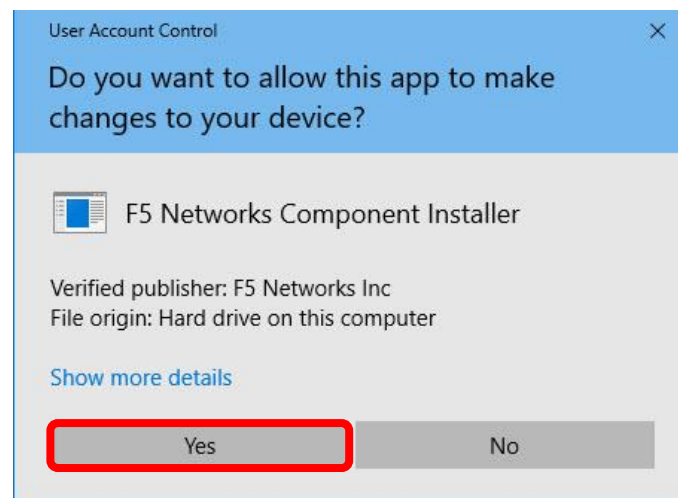 User Account Control
Do you want to allow this app to make
changes to your device?
F5 Networks Component Installer
Verified publisher: F5 Networks Inc
File origin: Hard drive on this computer
Show more details
Yes
No